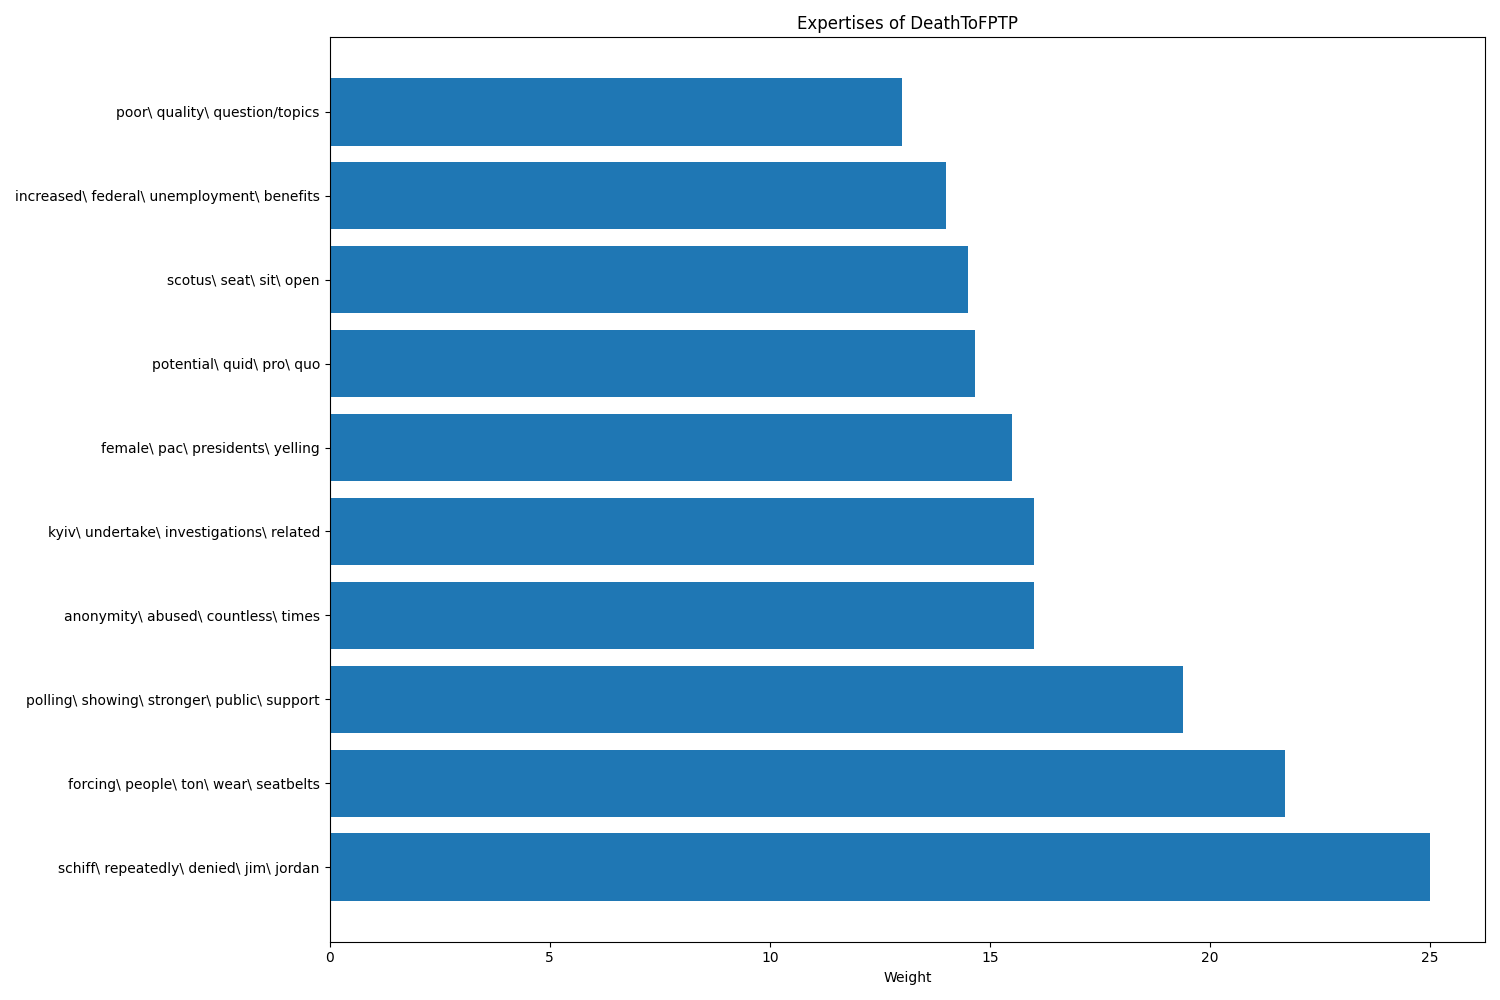 Expertises of DeathToFPTP
poor\ quality\ question/topics
increased\ federal\ unemployment\ benefits
scotus\ seat\ sit\ open
potential\ quid\ pro\ quo
female\ pac\ presidents\ yelling
kyiv\ undertake\ investigations\ related
anonymity\ abused\ countless\ times
polling\ showing\ stronger\ public\ support
forcing\ people\ ton\ wear\ seatbelts
schiff\ repeatedly\ denied\ jim\ jordan
0 5 10 15 20 25
Weight